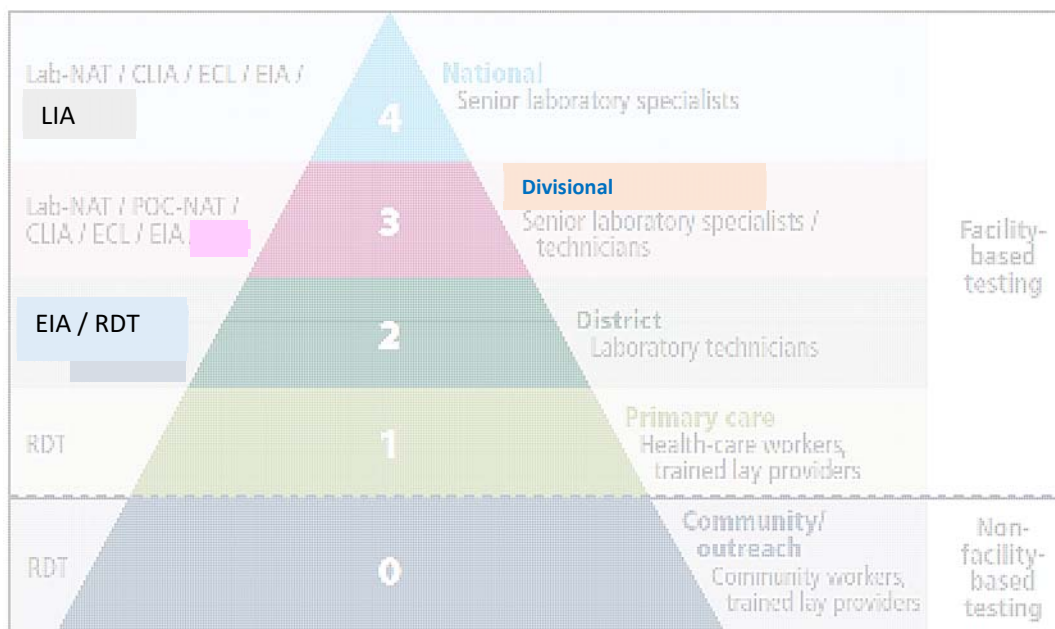 Lab-NAT / CLIA / ECL / EIA /
LIA
4
National
Senior laboratory specialists
Lab-NAT / POC-NAT /
CLIA / ECL / EIA /
3
Divisional
Senior laboratory specialists /
technicians
Facility-
based
testing
EIA / RDT
2
District
Laboratory technicians
RDT
1
Primary care
Health-care workers,
trained lay providers
RDT
0
Community/
outreach
Community workers,
trained lay providers
Non-
facility-
based
testing